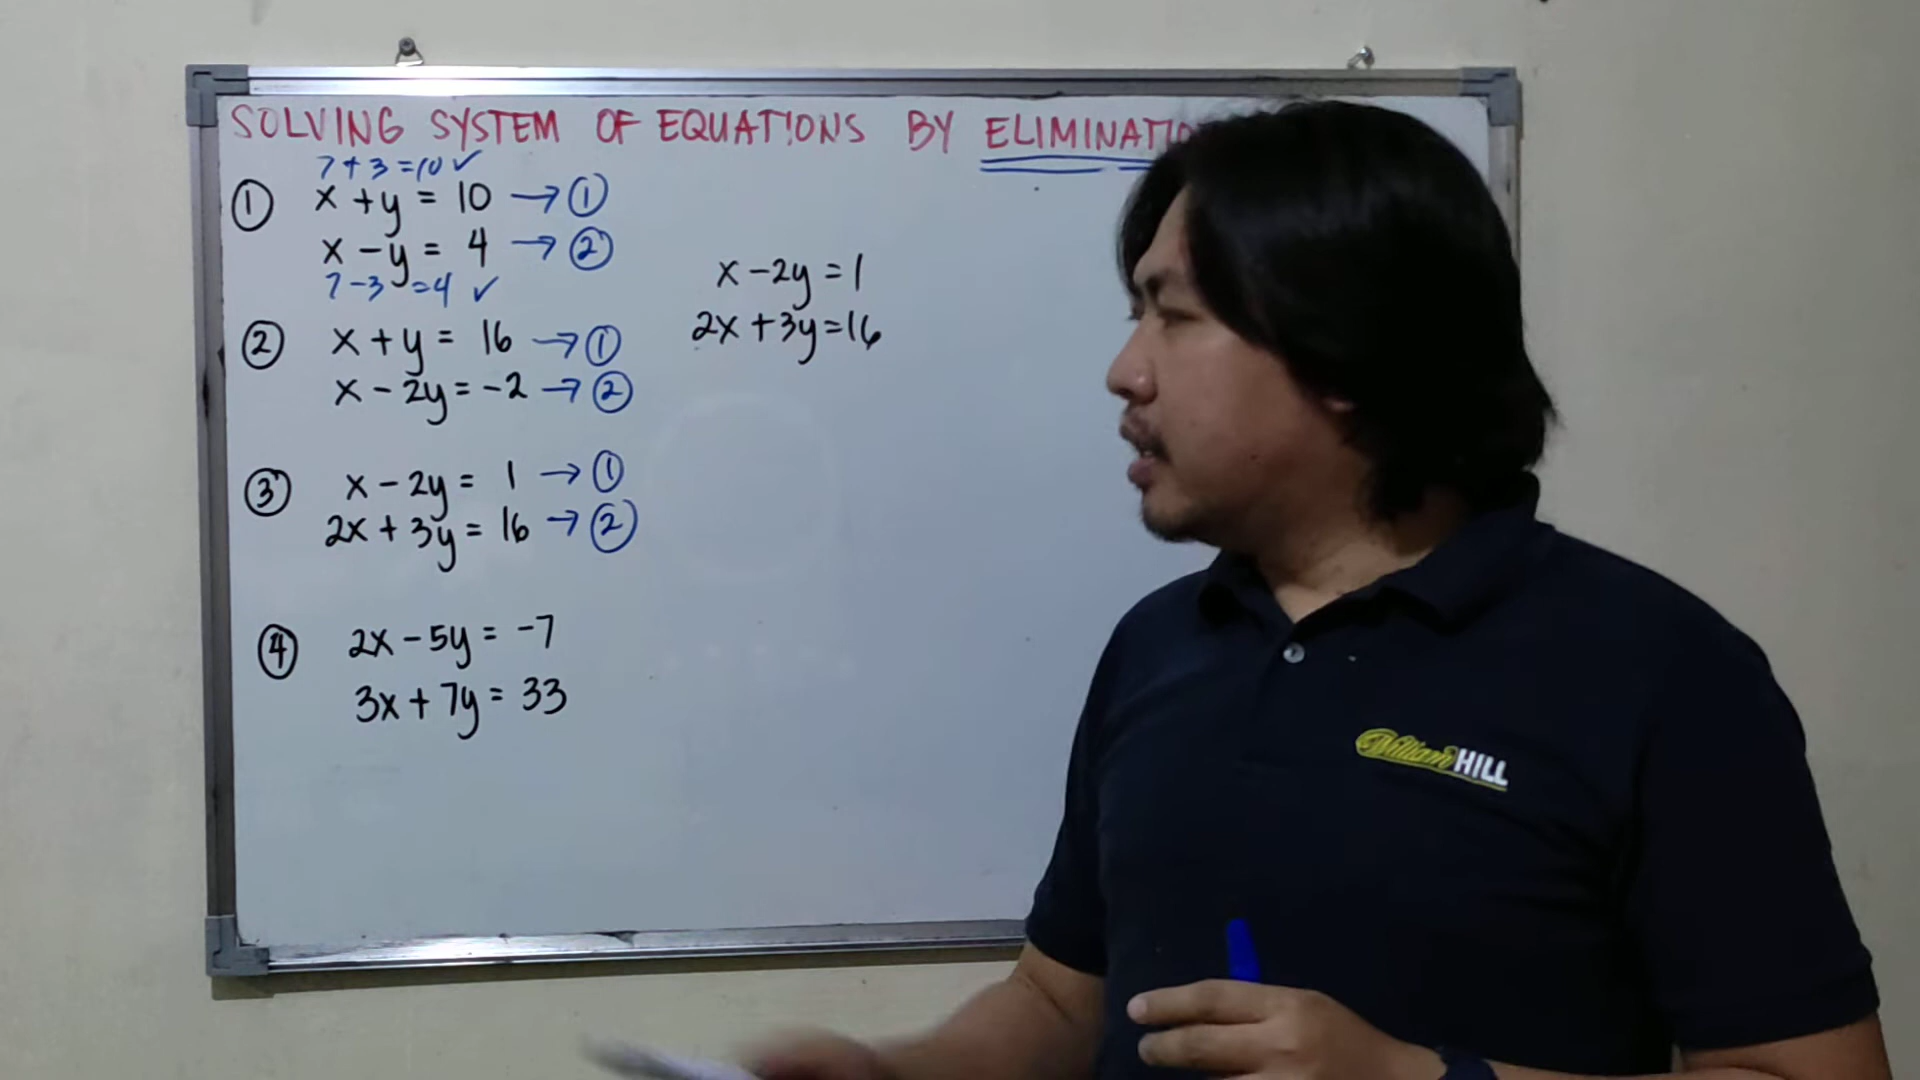 SOLVING SYSTEM OF EQUATIONS BY ELIMINATIO
7 + 3 = 10 ✓
① x + y = 10 → ①
x - y = 4 → ②
7 - 3 = 4 ✓
② x + y = 16 → ①
x - 2y = -2 → ②
③ x - 2y = 1 → ①
2x + 3y = 16 → ②
④ 2x - 5y = -7
3x + 7y = 33
x - 2y = 1
2x + 3y = 16
William HILL